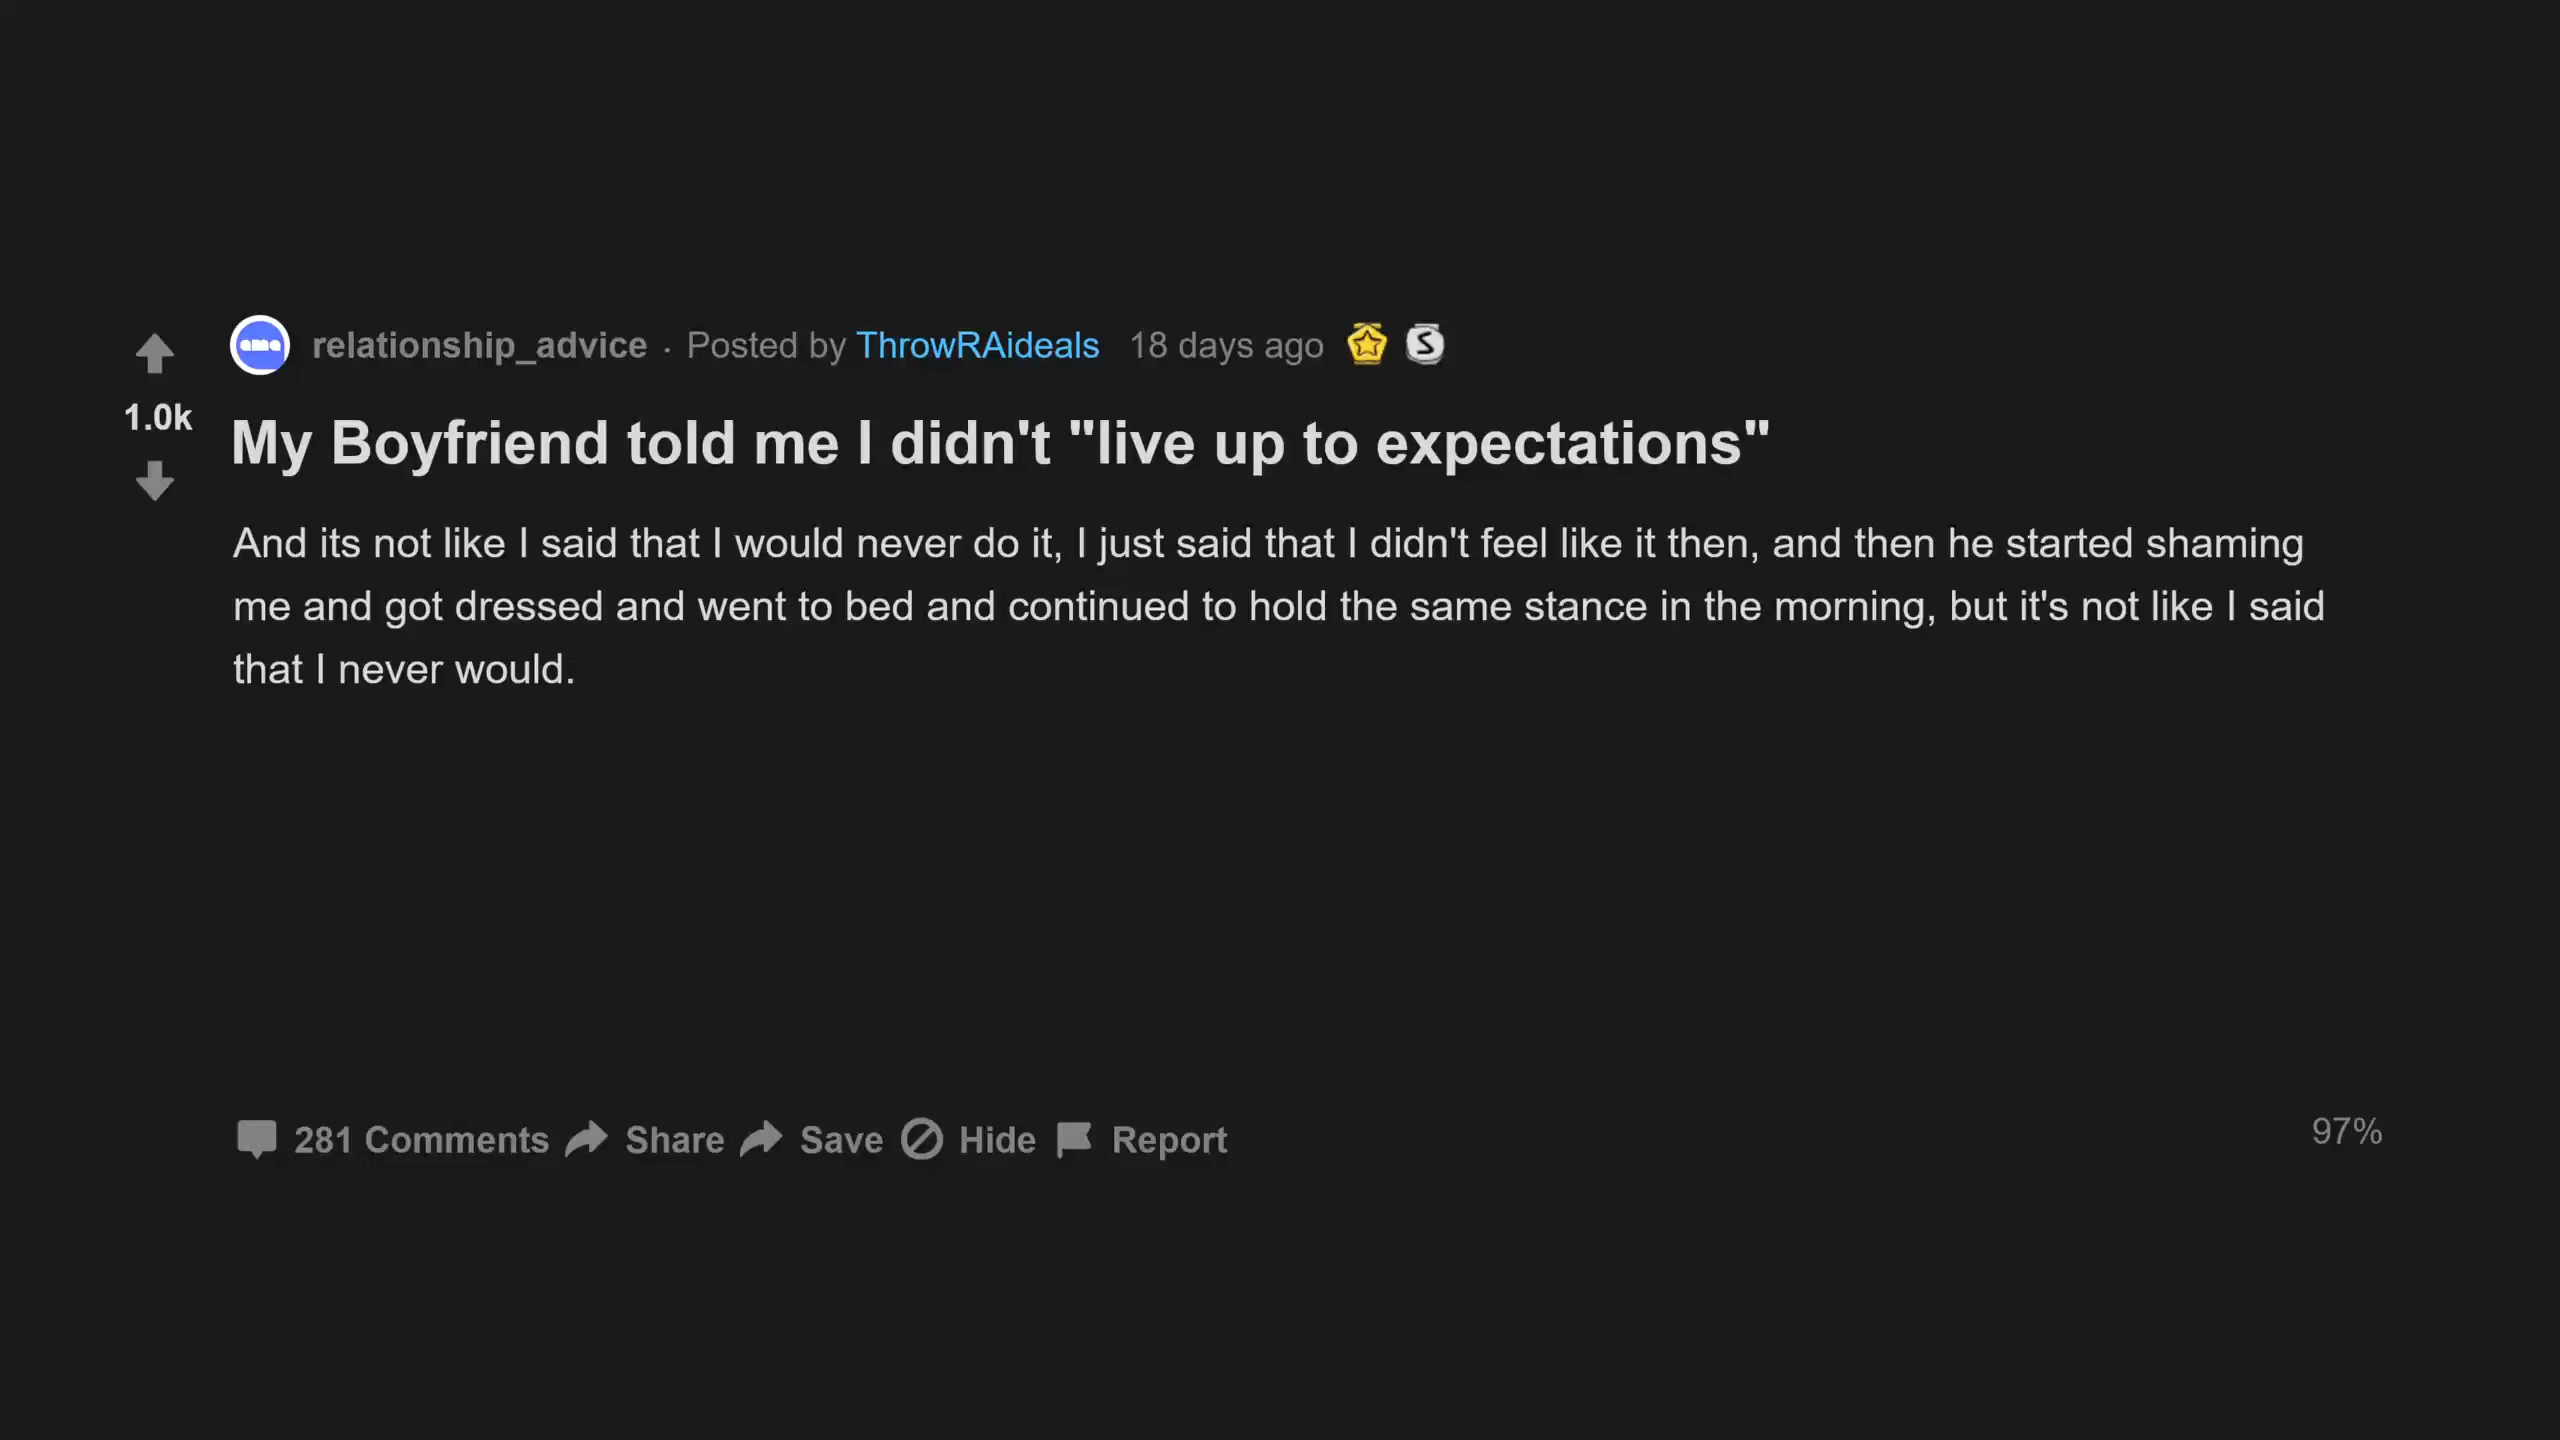 ama relationship_advice · Posted by ThrowRAideals 18 days ago S
1.0k
My Boyfriend told me I didn't "live up to expectations"
And its not like I said that I would never do it, I just said that I didn't feel like it then, and then he started shaming
me and got dressed and went to bed and continued to hold the same stance in the morning, but it's not like I said
that I never would.
281 Comments Share Save Hide Report
97%